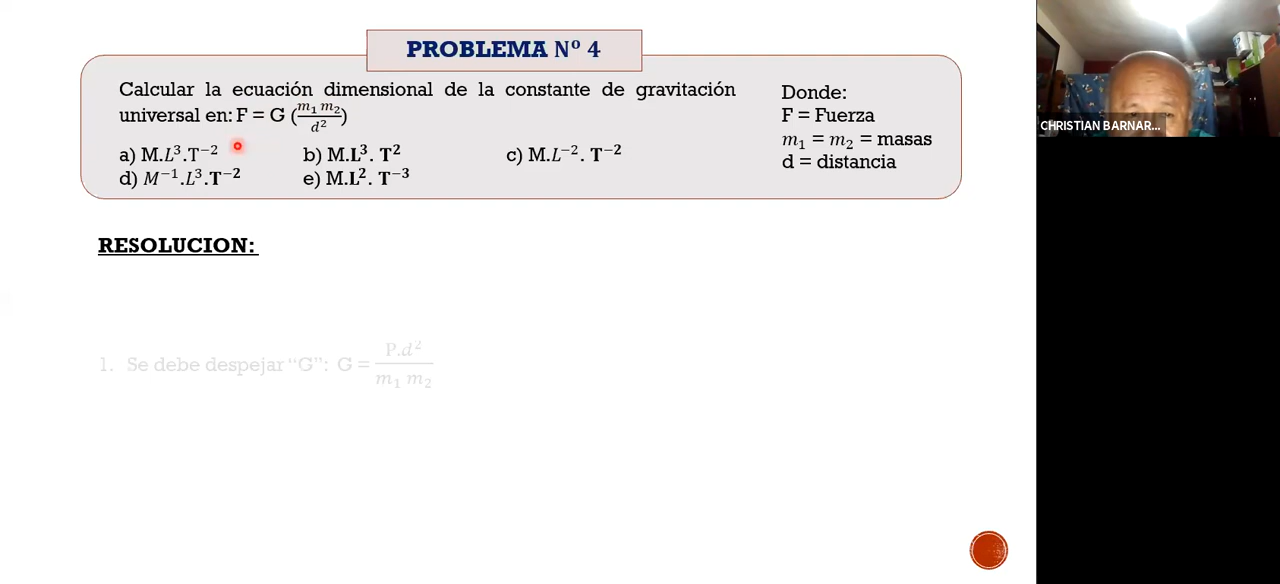 PROBLEMA Nº 4
Calcular la ecuación dimensional de la constante de gravitación
universal en: F = G (m₁ m₂ / d²)
a) M.L³.T⁻² b) M.L³. T² c) M.L⁻². T⁻²
d) M⁻¹.L³.T⁻² e) M.L². T⁻³
Donde:
F = Fuerza
m₁ = m₂ = masas
d = distancia
RESOLUCION:
1. Se debe despejar “G”: G = P.d² / m₁ m₂
CHRISTIAN BARNAR...